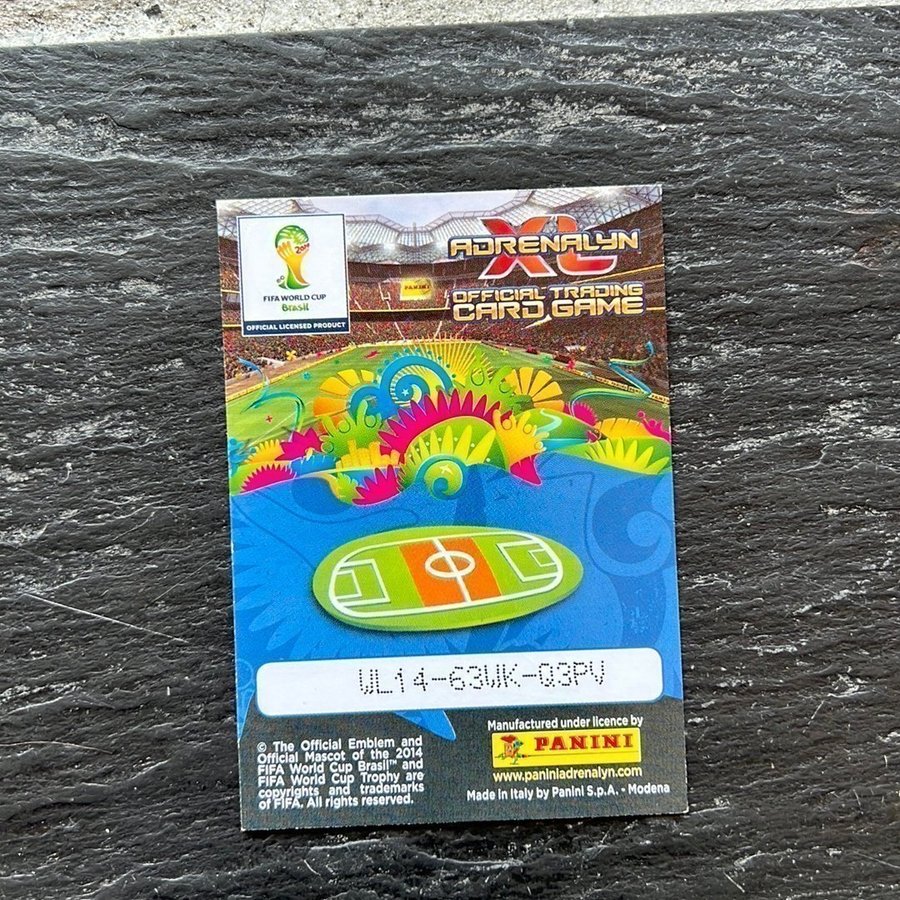 2014
FIFA WORLD CUP
Brasil
OFFICIAL LICENSED PRODUCT
ADRENALYN
XL
OFFICIAL TRADING
CARD GAME
PANINI
WL14-63WK-Q3PV
© The Official Emblem and
Official Mascot of the 2014
FIFA World Cup Brasil™ and
FIFA World Cup Trophy are
copyrights and trademarks
of FIFA. All rights reserved.
Manufactured under licence by
PANINI
www.paniniadrenalyn.com
Made in Italy by Panini S.p.A. - Modena